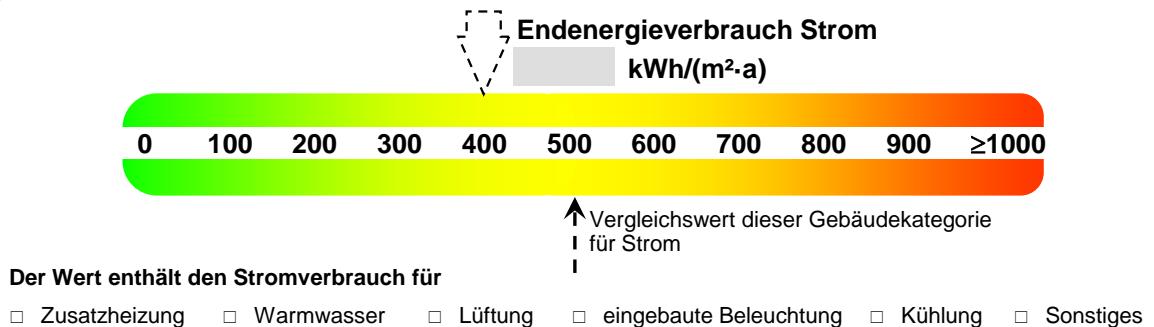 Endenergieverbrauch Strom
kWh/(m²·a)
0 100 200 300 400 500 600 700 800 900 ≥1000
Vergleichswert dieser Gebäudekategorie
für Strom
Der Wert enthält den Stromverbrauch für
□ Zusatzheizung □ Warmwasser □ Lüftung □ eingebaute Beleuchtung □ Kühlung □ Sonstiges